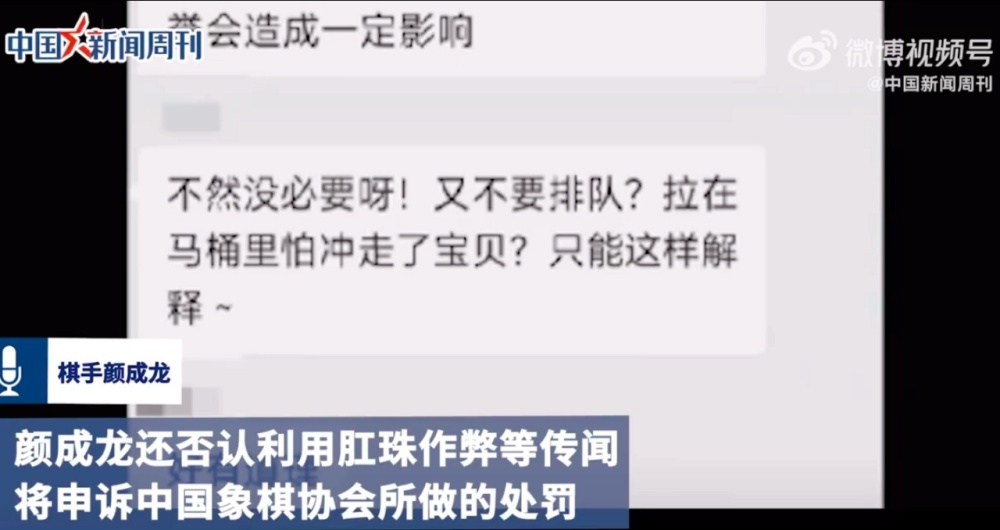 中国新闻周刊
誉会造成一定影响
微博视频号
@中国新闻周刊
不然没必要呀！又不要排队？拉在
马桶里怕冲走了宝贝？只能这样解
释~
棋手颜成龙
颜成龙还否认利用肛珠作弊等传闻
将申诉中国象棋协会所做的处罚